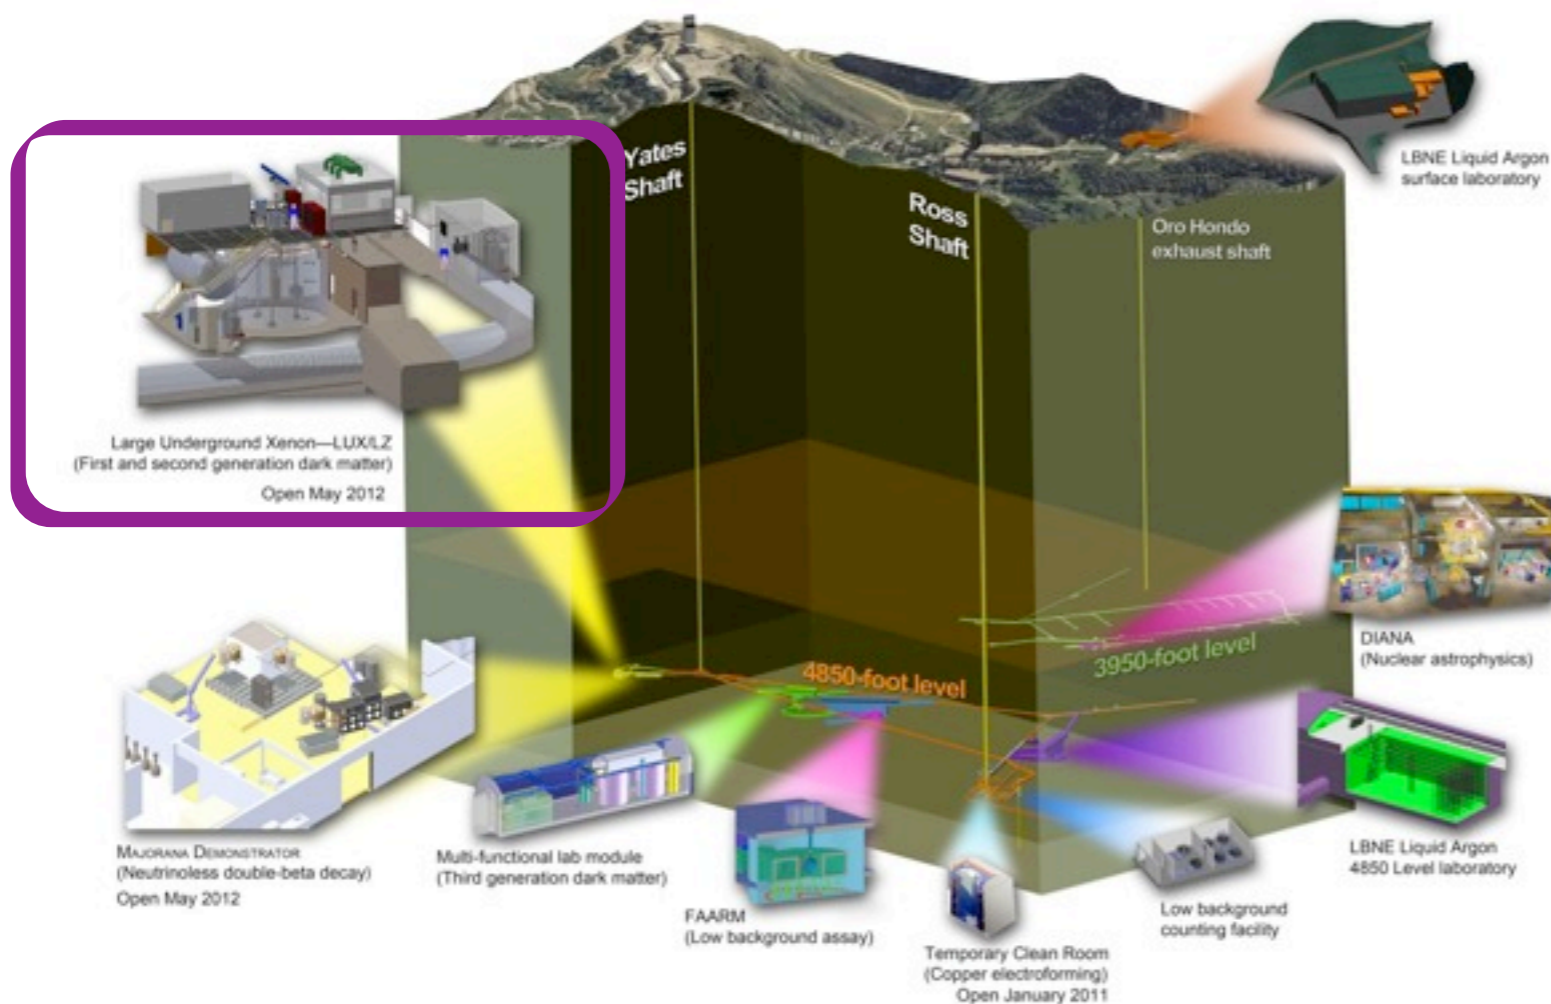 Yates
Shaft
Ross
Shaft
Oro Hondo
exhaust shaft
LBNE Liquid Argon
surface laboratory
Large Underground Xenon—LUX/LZ
(First and second generation dark matter)
Open May 2012
4850-foot level
3950-foot level
DIANA
(Nuclear astrophysics)
MAJORANA DEMONSTRATOR
(Neutrinoless double-beta decay)
Open May 2012
Multi-functional lab module
(Third generation dark matter)
FAARM
(Low background assay)
Temporary Clean Room
(Copper electroforming)
Open January 2011
Low background
counting facility
LBNE Liquid Argon
4850 Level laboratory